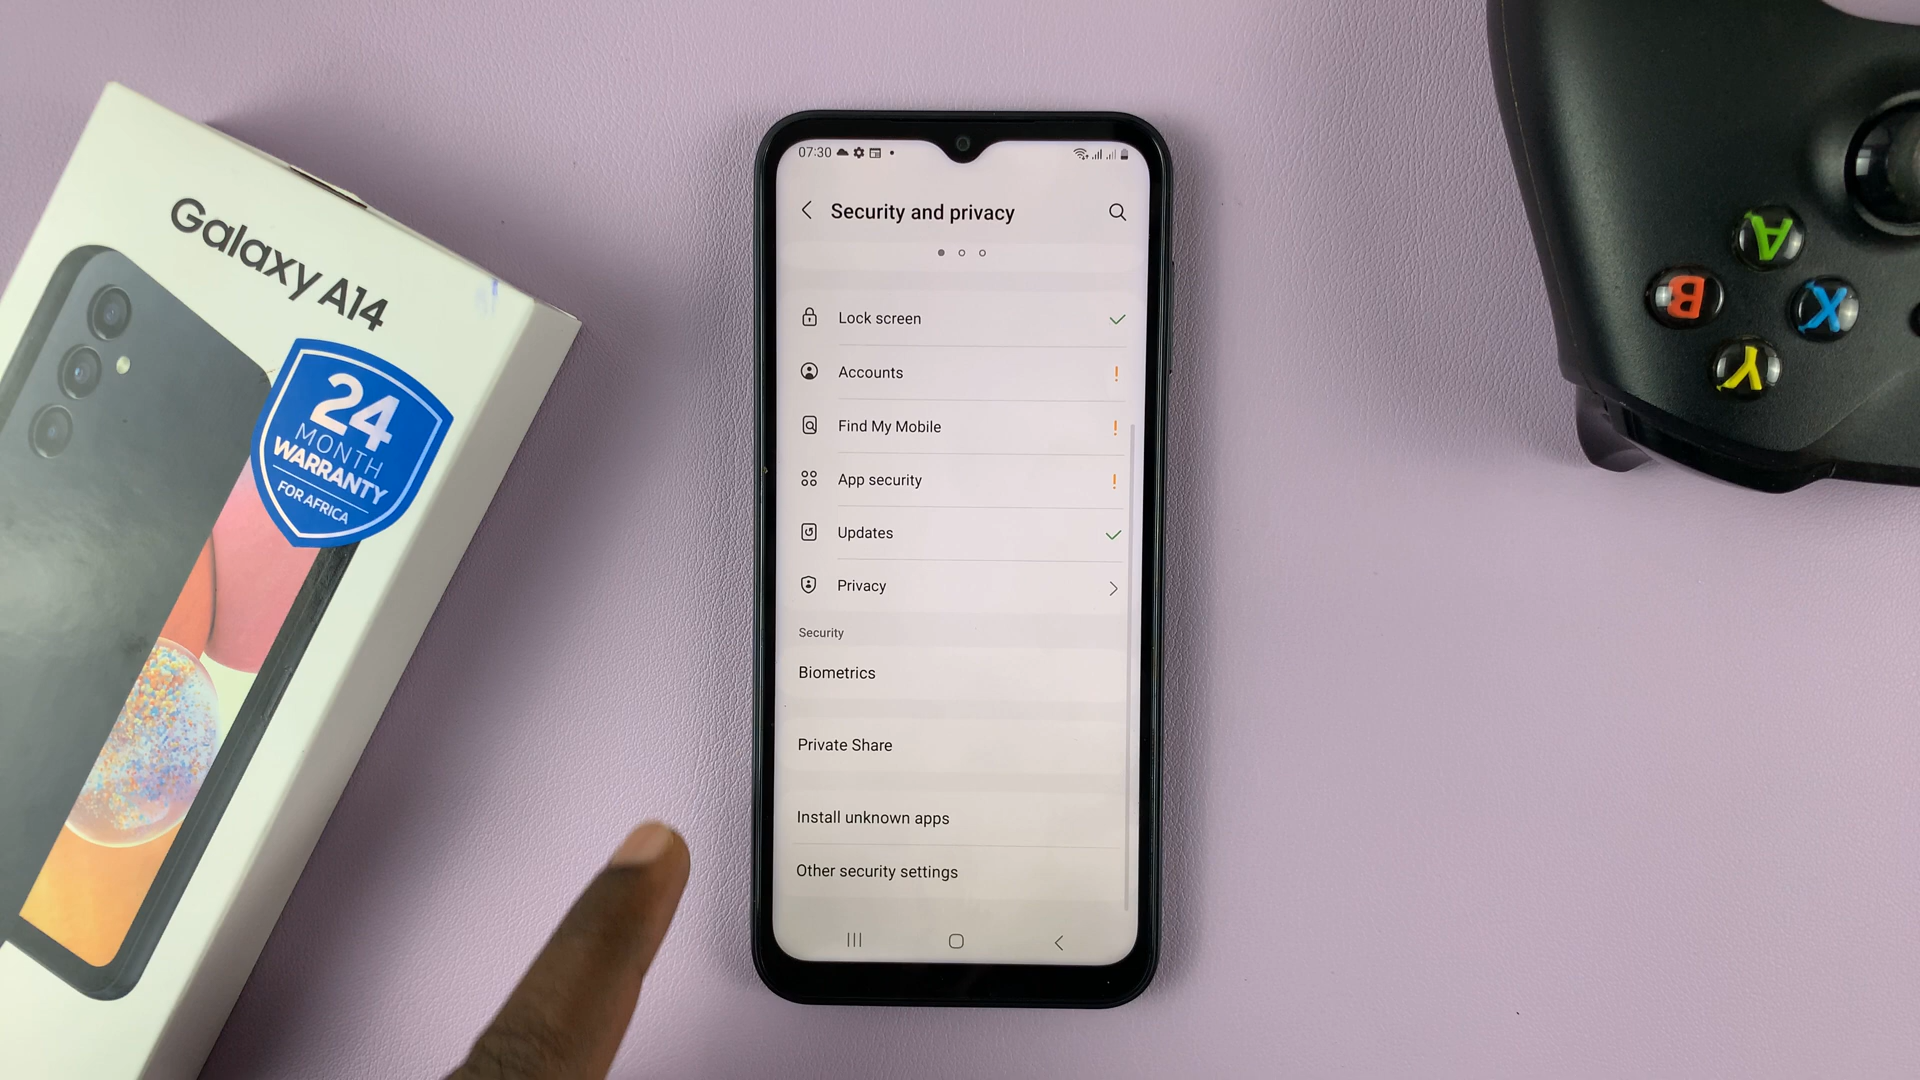 Galaxy A14
24
MONTH
WARRANTY
FOR AFRICA
07:30
Security and privacy
Lock screen
Accounts
Find My Mobile
App security
Updates
Privacy
Security
Biometrics
Private Share
Install unknown apps
Other security settings
A
B
X
Y